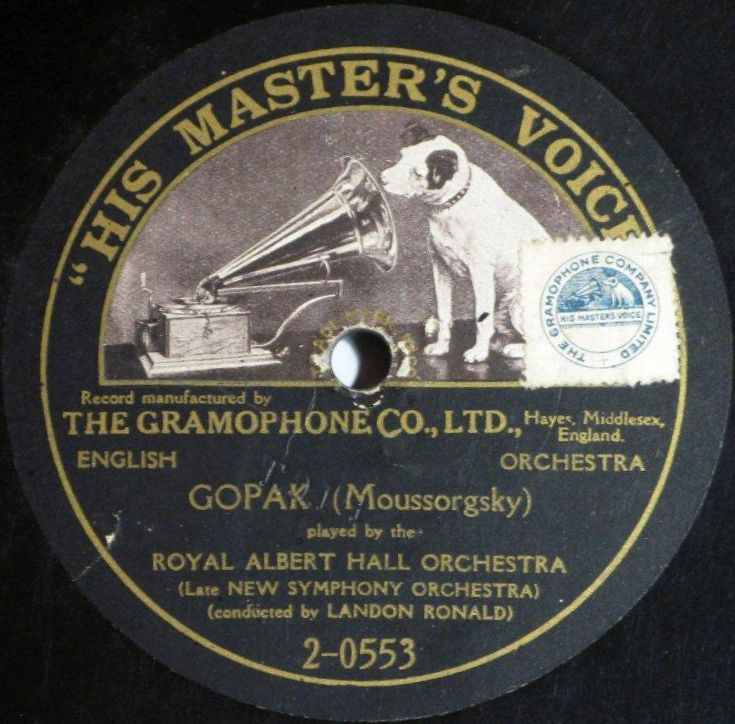 "HIS MASTER'S VOICE
THE GRAMOPHONE COMPANY LIMITED
HIS MASTERS VOICE
Record manufactured by
THE GRAMOPHONE CO., LTD., Hayes, Middlesex, England.
ENGLISH ORCHESTRA
GOPAK (Moussorgsky)
played by the
ROYAL ALBERT HALL ORCHESTRA
(Late NEW SYMPHONY ORCHESTRA)
(conducted by LANDON RONALD)
2-0553